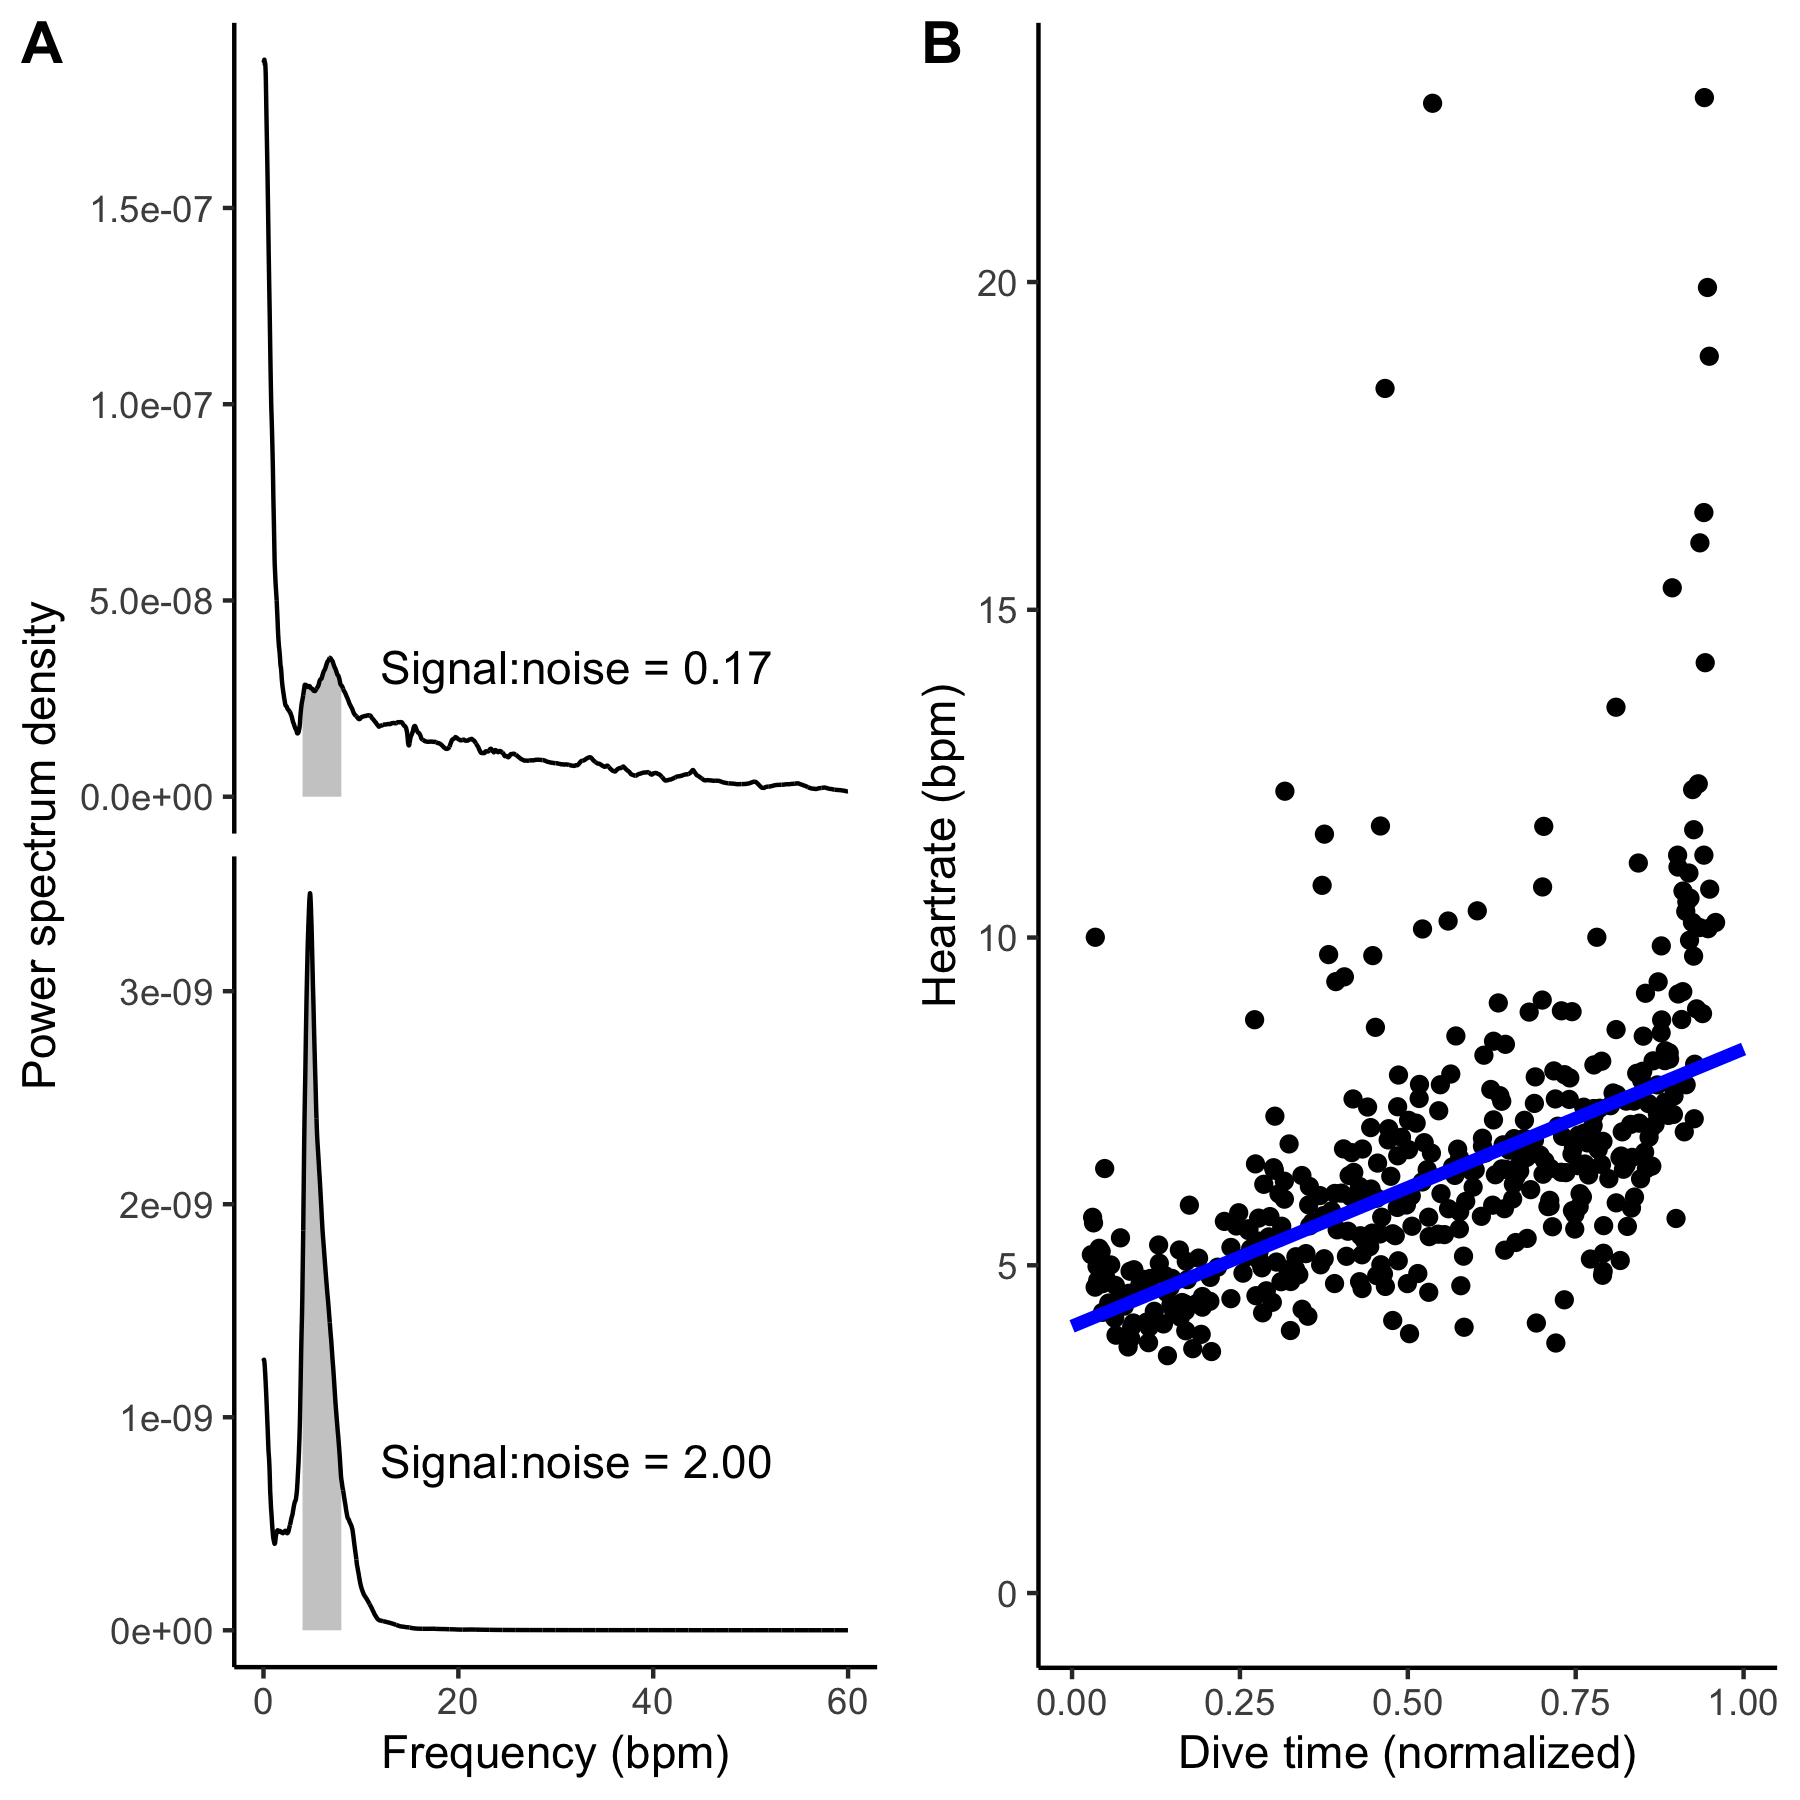 A
Power spectrum density
1.5e-07
1.0e-07
5.0e-08
0.0e+00
Signal:noise = 0.17
3e-09
2e-09
1e-09
0e+00
Signal:noise = 2.00
0 20 40 60
Frequency (bpm)
B
Heartrate (bpm)
20
15
10
5
0
0.00 0.25 0.50 0.75 1.00
Dive time (normalized)